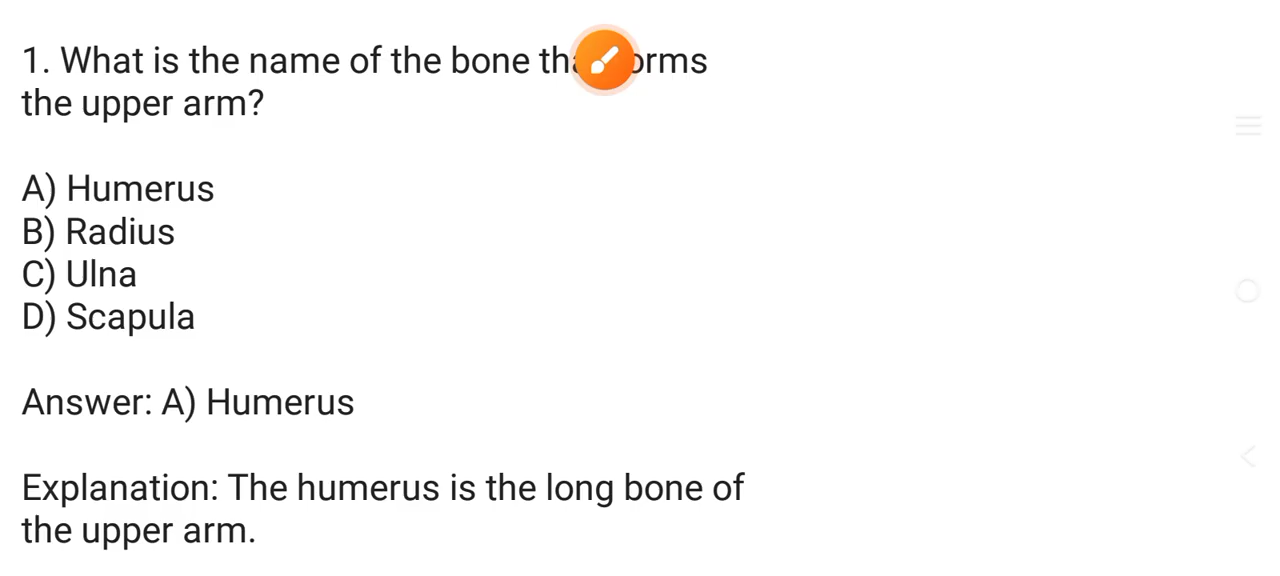 1. What is the name of the bone
the upper arm?
A) Humerus
B) Radius
C) Ulna
D) Scapula
Answer: A) Humerus
Explanation: The humerus is the long bone of
the upper arm.